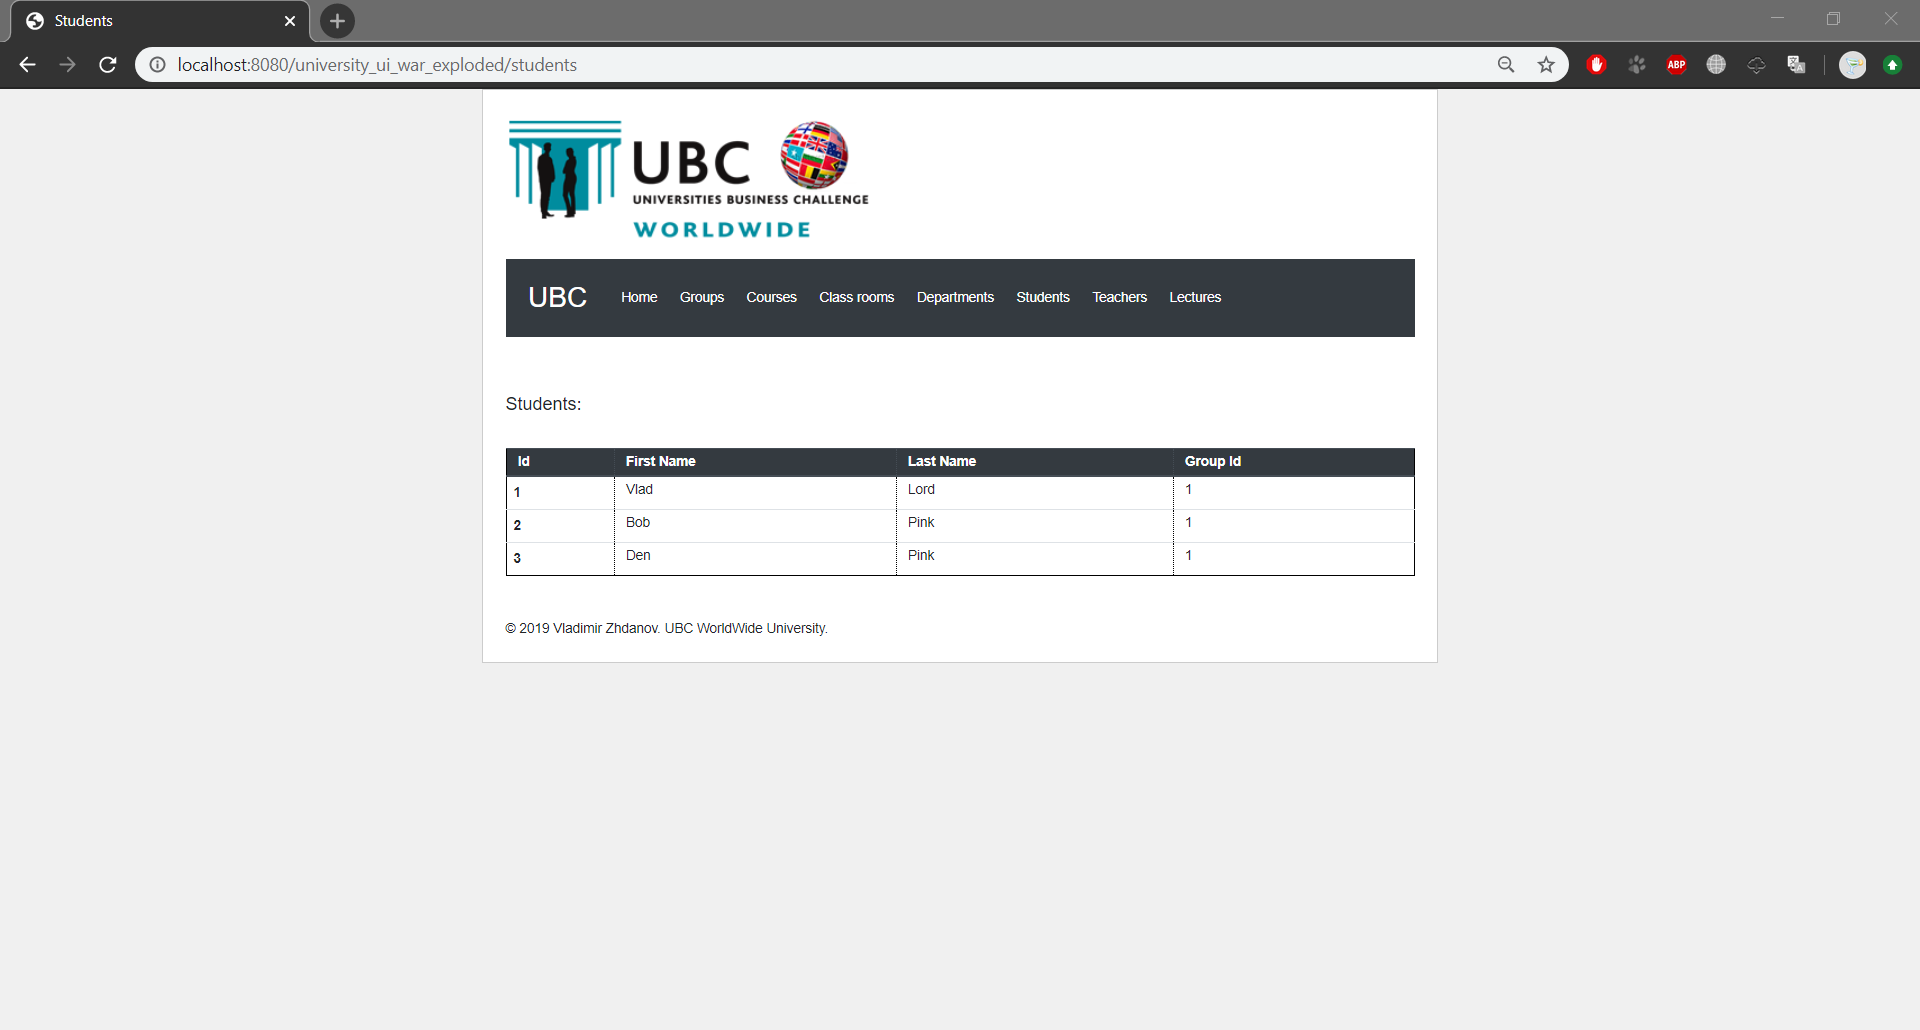 Students
localhost:8080/university_ui_war_exploded/students
ABP
UBC
UNIVERSITIES BUSINESS CHALLENGE
WORLDWIDE
UBC Home Groups Courses Class rooms Departments Students Teachers Lectures
Students:
Id First Name Last Name Group Id
1 Vlad Lord 1
2 Bob Pink 1
3 Den Pink 1
© 2019 Vladimir Zhdanov. UBC WorldWide University.